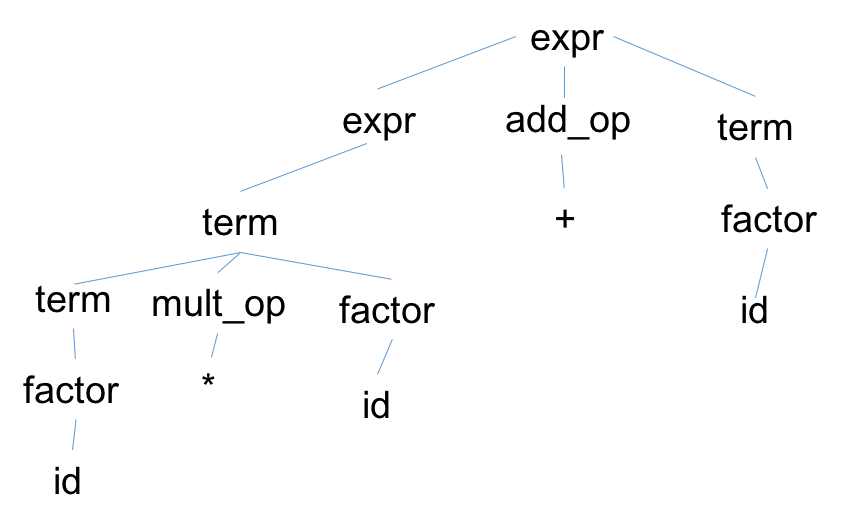 expr
expr add_op term
term + factor
term mult_op factor id
factor * id
id